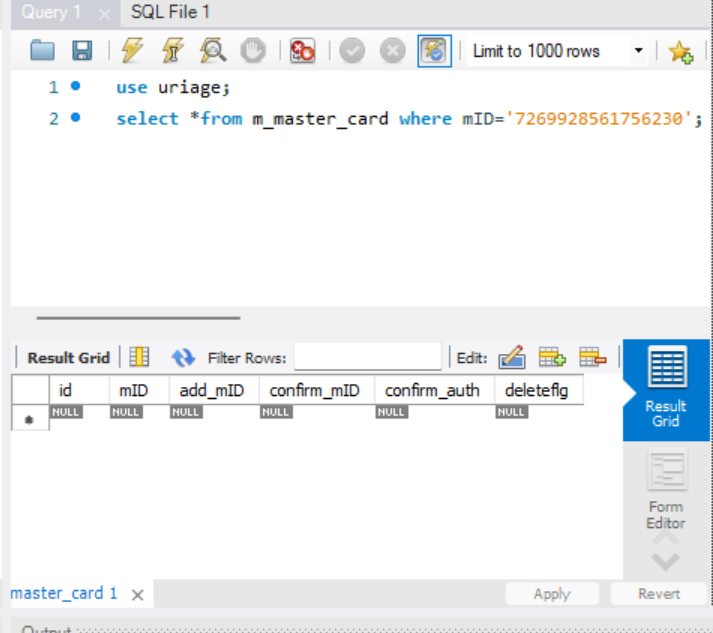 Query 1 SQL File 1
Limit to 1000 rows
1 use uriage;
2 select *from m_master_card where mID='7269928561756230';
Result Grid Filter Rows: Edit:
id mID add_mID confirm_mID confirm_auth deleteflg
NULL NULL NULL NULL NULL NULL
Result
Grid
Form
Editor
master_card 1 Apply Revert
Output